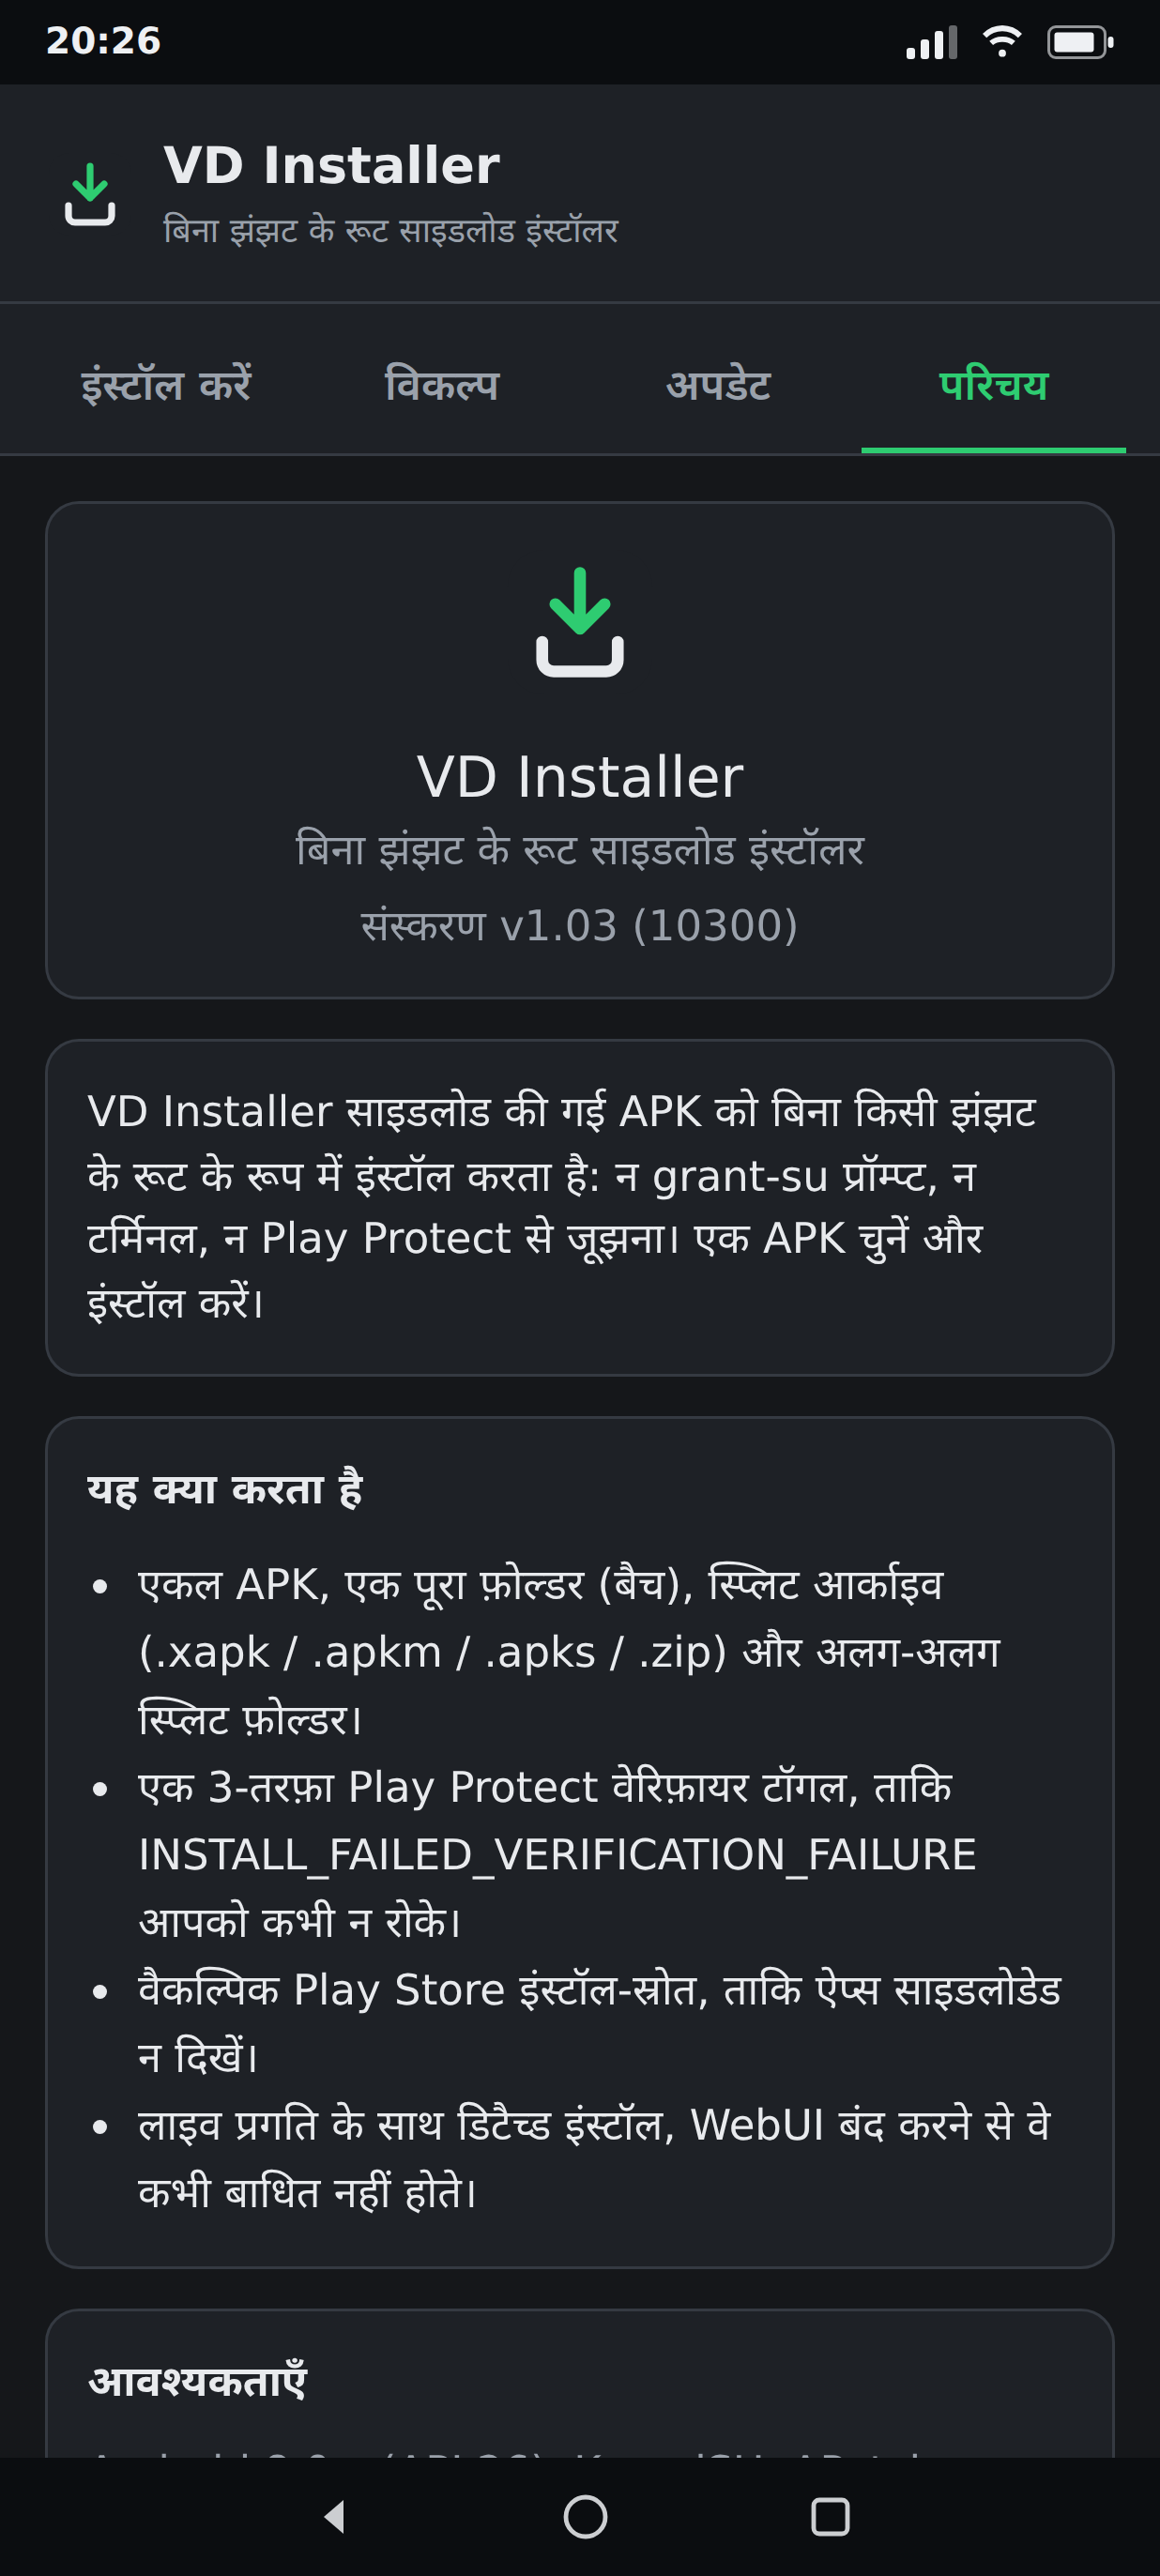 20:26
VD Installer
बिना झंझट के रूट साइडलोड इंस्टॉलर
इंस्टॉल करें
विकल्प
अपडेट
परिचय
VD Installer
बिना झंझट के रूट साइडलोड इंस्टॉलर
संस्करण v1.03 (10300)
VD Installer साइडलोड की गई APK को बिना किसी झंझट
के रूट के रूप में इंस्टॉल करता है: न grant-su प्रॉम्प्ट, न
टर्मिनल, न Play Protect से जूझना। एक APK चुनें और
इंस्टॉल करें।
यह क्या करता है
एकल APK, एक पूरा फ़ोल्डर (बैच), स्प्लिट आर्काइव
(.xapk / .apkm / .apks / .zip) और अलग-अलग
स्प्लिट फ़ोल्डर।
एक 3-तरफ़ा Play Protect वेरिफ़ायर टॉगल, ताकि
INSTALL_FAILED_VERIFICATION_FAILURE
आपको कभी न रोके।
वैकल्पिक Play Store इंस्टॉल-स्रोत, ताकि ऐप्स साइडलोडेड
न दिखें।
लाइव प्रगति के साथ डिटैच्ड इंस्टॉल, WebUI बंद करने से वे
कभी बाधित नहीं होते।
आवश्यकताएँ